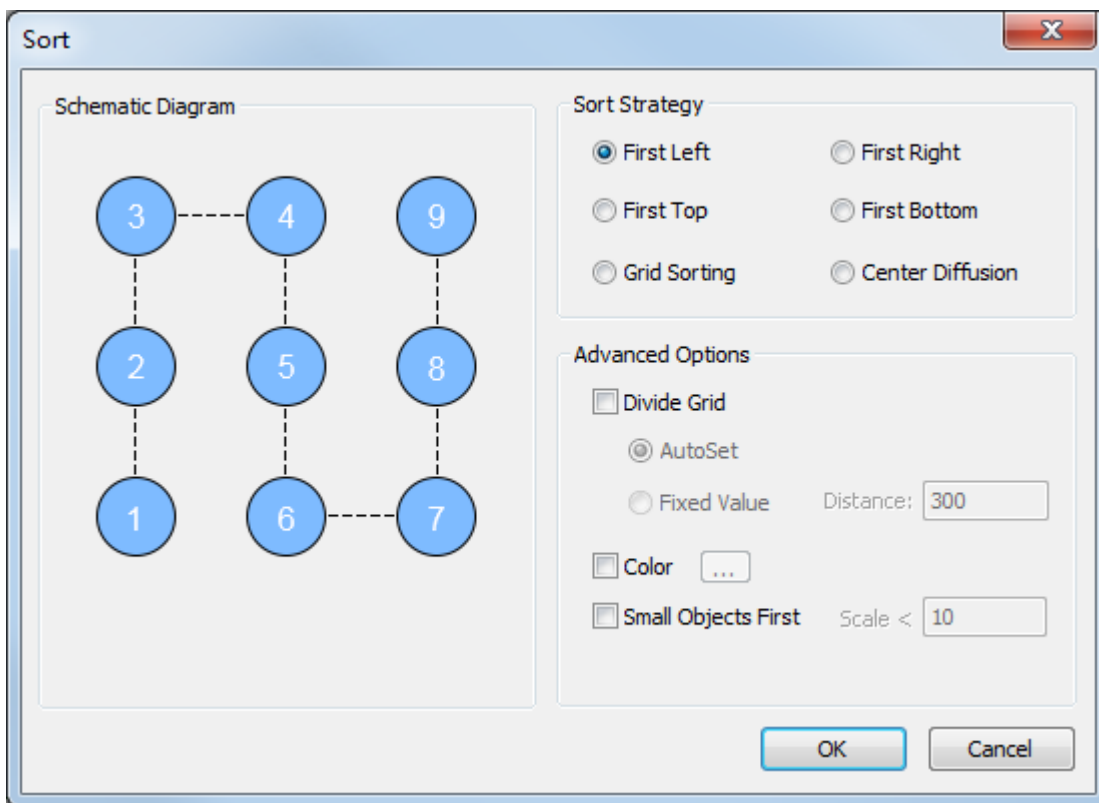 Sort
Schematic Diagram
3 4 9
2 5 8
1 6 7
Sort Strategy
First Left First Right
First Top First Bottom
Grid Sorting Center Diffusion
Advanced Options
Divide Grid
AutoSet
Fixed Value Distance: 300
Color ...
Small Objects First Scale < 10
OK Cancel